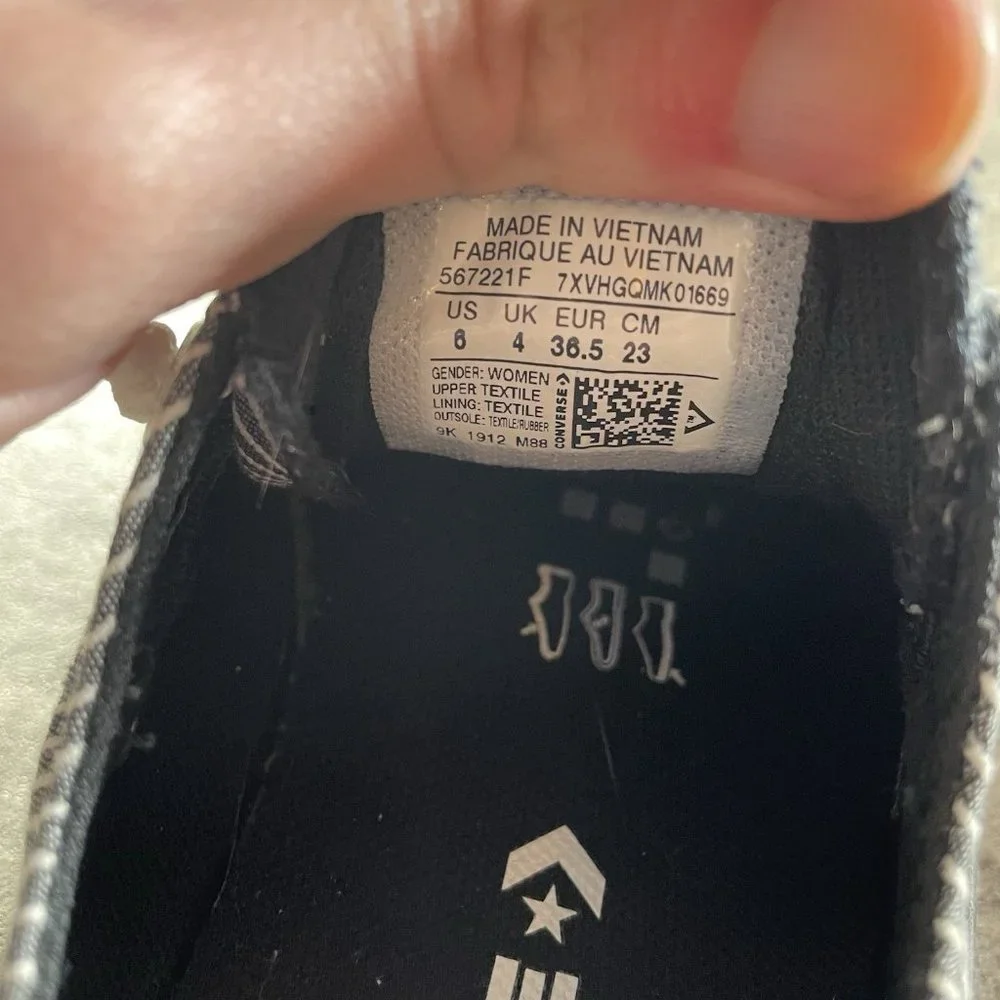 MADE IN VIETNAM
FABRIQUE AU VIETNAM
567221F 7XVHGQMK01669
US UK EUR CM
6 4 36.5 23
GENDER: WOMEN
UPPER TEXTILE
LINING: TEXTILE
OUTSOLE: TEXTILE/RUBBER
9K 1912 M88
CONVERSE